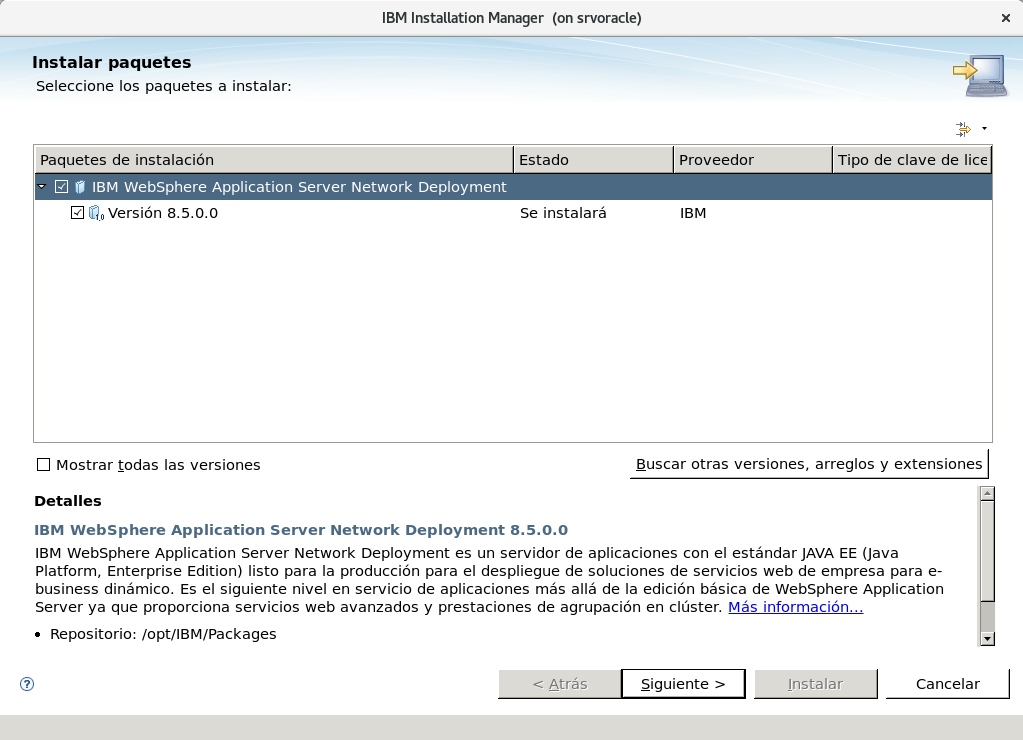 IBM Installation Manager (on srvoracle)
Instalar paquetes
Seleccione los paquetes a instalar:
Paquetes de instalación Estado Proveedor Tipo de clave de lice
IBM WebSphere Application Server Network Deployment
Versión 8.5.0.0 Se instalará IBM
Mostrar todas las versiones Buscar otras versiones, arreglos y extensiones
Detalles
IBM WebSphere Application Server Network Deployment 8.5.0.0
IBM WebSphere Application Server Network Deployment es un servidor de aplicaciones con el estándar JAVA EE (Java
Platform, Enterprise Edition) listo para la producción para el despliegue de soluciones de servicios web de empresa para e-
business dinámico. Es el siguiente nivel en servicio de aplicaciones más allá de la edición básica de WebSphere Application
Server ya que proporciona servicios web avanzados y prestaciones de agrupación en clúster. Más información...
• Repositorio: /opt/IBM/Packages
< Atrás Siguiente > Instalar Cancelar